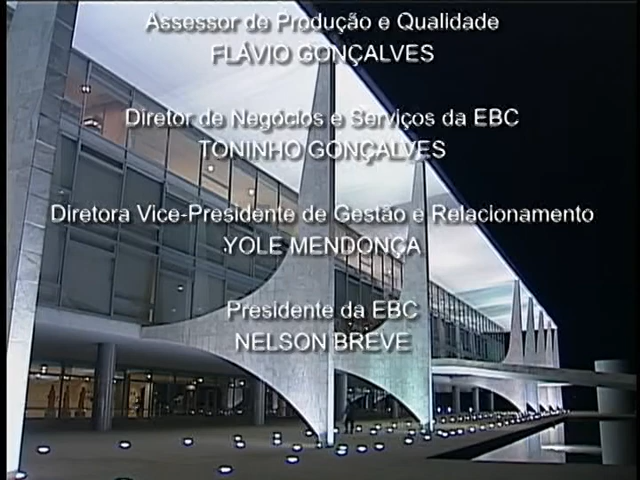 Assessor de Produção e Qualidade
FLÁVIO GONÇALVES
Diretor de Negócios e Serviços da EBC
TONINHO GONÇALVES
Diretora Vice-Presidente de Gestão e Relacionamento
YOLE MENDONÇA
Presidente da EBC
NELSON BREVE